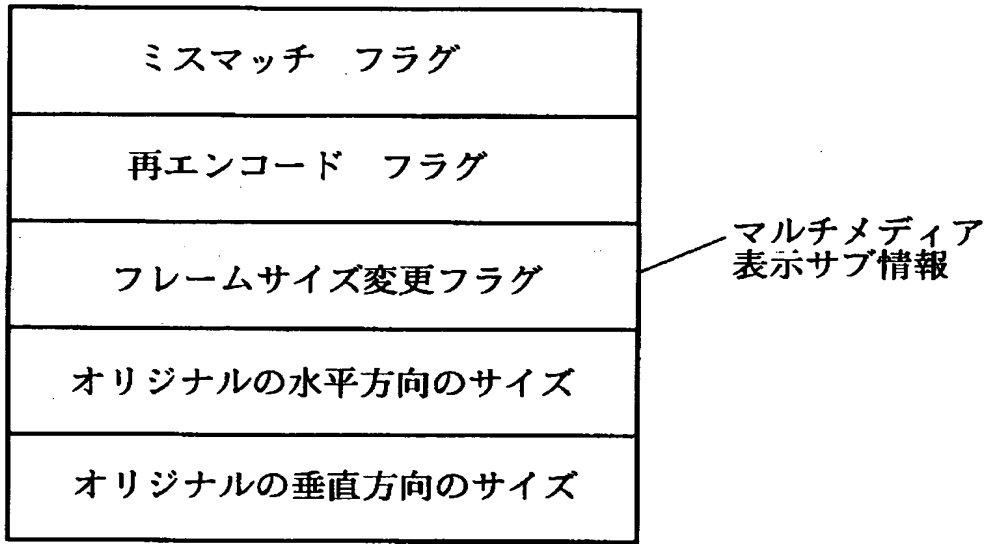 ミスマッチ フラグ
再エンコード フラグ
フレームサイズ変更フラグ
マルチメディア
表示サブ情報
オリジナルの水平方向のサイズ
オリジナルの垂直方向のサイズ